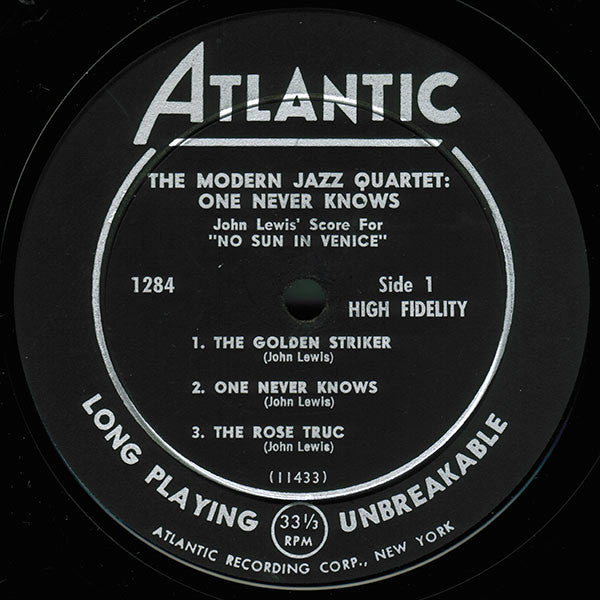 ATLANTIC
THE MODERN JAZZ QUARTET:
ONE NEVER KNOWS
John Lewis' Score For
"NO SUN IN VENICE"
1284
Side 1
HIGH FIDELITY
1. THE GOLDEN STRIKER
(John Lewis)
2. ONE NEVER KNOWS
(John Lewis)
3. THE ROSE TRUC
(John Lewis)
(11433)
LONG PLAYING 33⅓ RPM UNBREAKABLE
ATLANTIC RECORDING CORP., NEW YORK